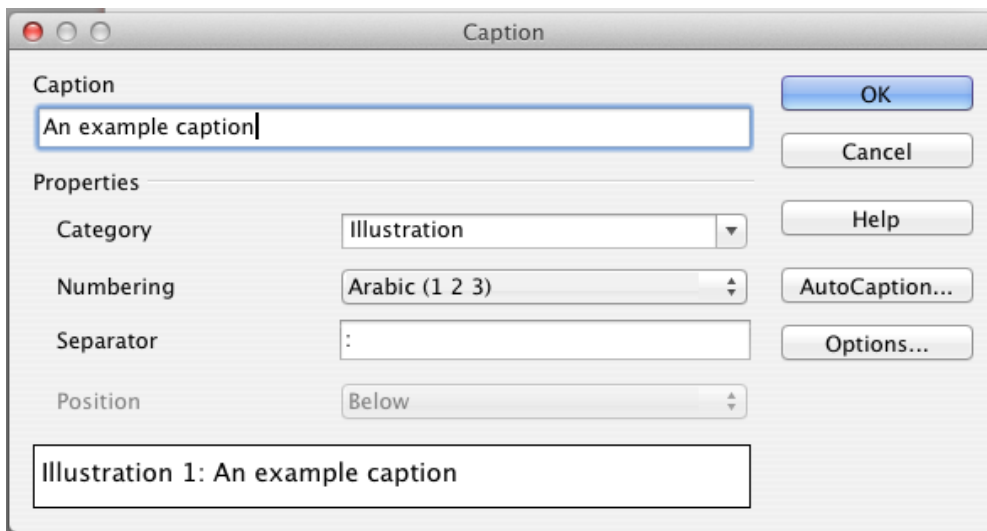 Caption
Caption
OK
An example caption
Cancel
Properties
Category
Illustration
Help
Numbering
Arabic (1 2 3)
AutoCaption...
Separator
:
Options...
Position
Below
Illustration 1: An example caption